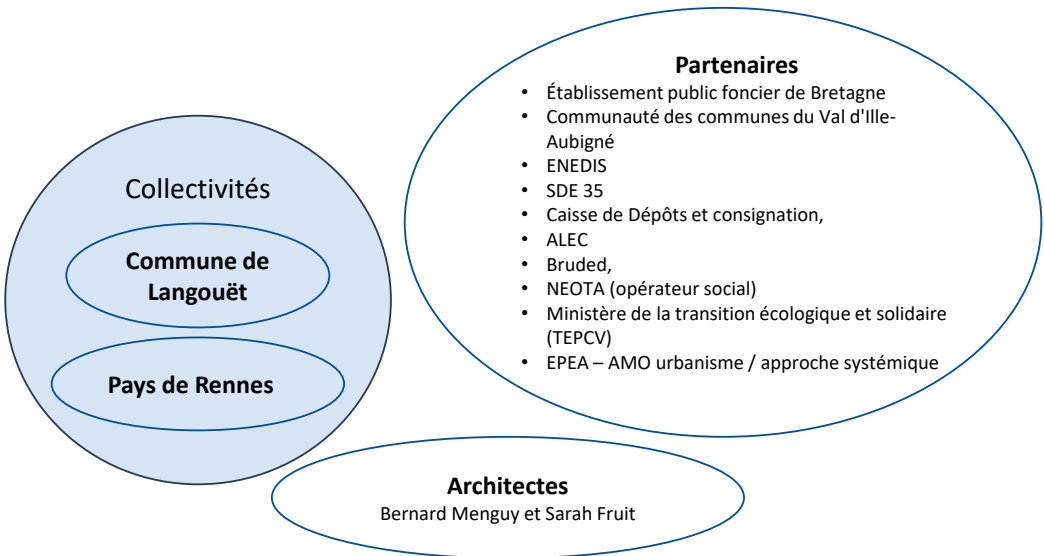 Collectivités
Commune de
Langouët
Pays de Rennes
Partenaires
• Établissement public foncier de Bretagne
• Communauté des communes du Val d'Ille-
Aubigné
• ENEDIS
• SDE 35
• Caisse de Dépôts et consignation,
• ALEC
• Bruded,
• NEOTA (opérateur social)
• Ministère de la transition écologique et solidaire
(TEPCV)
• EPEA – AMO urbanisme / approche systémique
Architectes
Bernard Menguy et Sarah Fruit